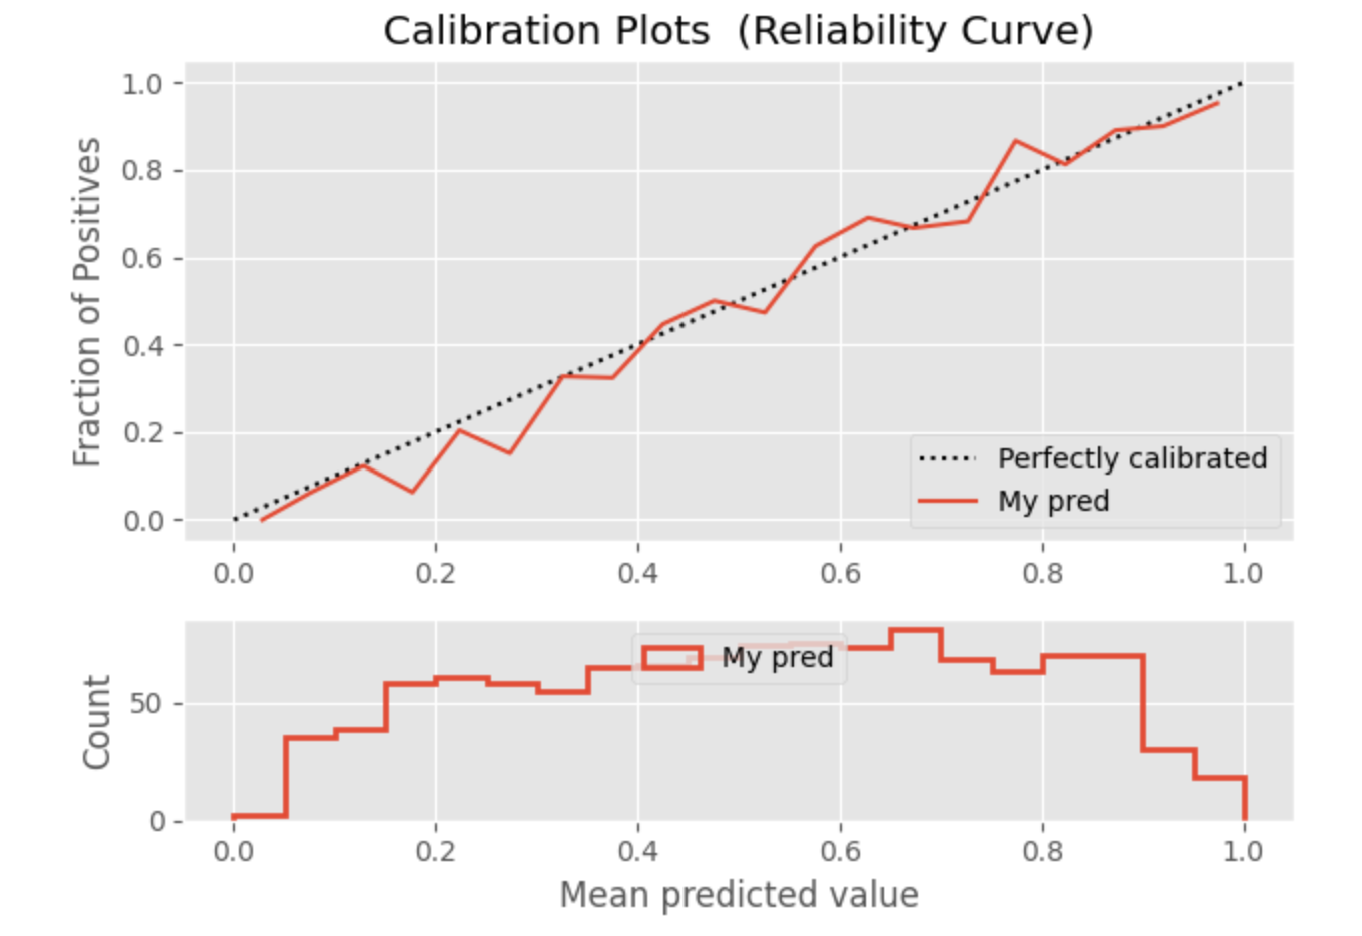 Calibration Plots  (Reliability Curve)
1.0
0.8
0.6
0.4
0.2
0.0
Fraction of Positives
Perfectly calibrated
My pred
0.0 0.2 0.4 0.6 0.8 1.0
My pred
50
0
Count
0.0 0.2 0.4 0.6 0.8 1.0
Mean predicted value